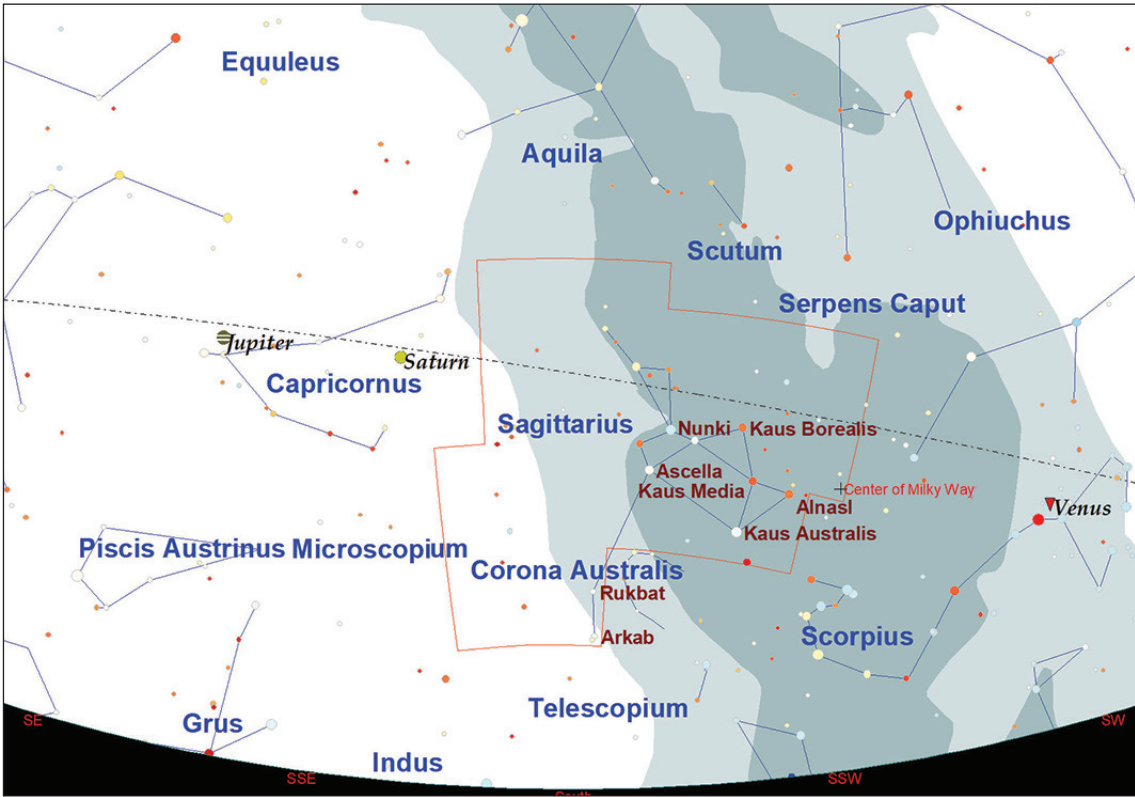 Equuleus
Aquila
Ophiuchus
Scutum
Serpens Caput
Jupiter
Saturn
Capricornus
Sagittarius
Nunki
Kaus Borealis
Ascella
Kaus Media
Center of Milky Way
Alnasl
Venus
Kaus Australis
Piscis Austrinus
Microscopium
Corona Australis
Rukbat
Arkab
Scorpius
Telescopium
Grus
Indus
SE
SSE
South
SSW
SW